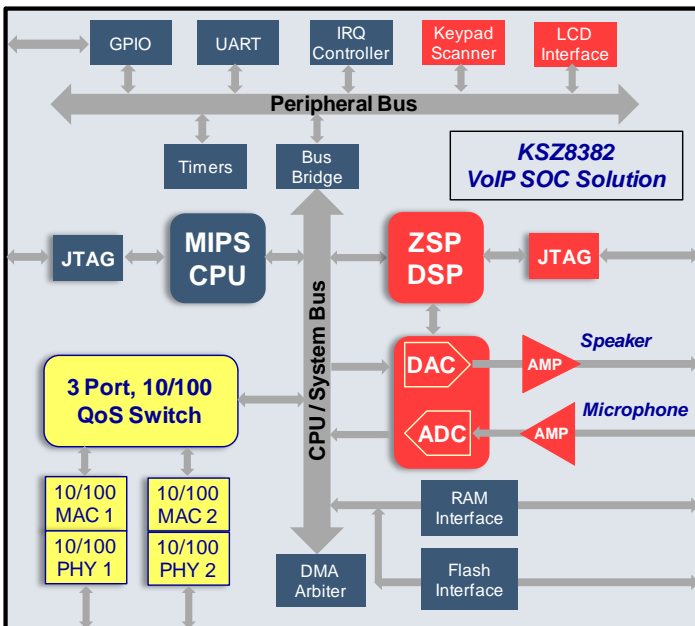 GPIO
UART
IRQ
Controller
Keypad
Scanner
LCD
Interface
Peripheral Bus
Timers
Bus
Bridge
KSZ8382
VoIP SOC Solution
JTAG
MIPS
CPU
ZSP
DSP
JTAG
CPU / System Bus
3 Port, 10/100
QoS Switch
DAC
AMP
Speaker
ADC
AMP
Microphone
10/100
MAC 1
10/100
MAC 2
10/100
PHY 1
10/100
PHY 2
RAM
Interface
DMA
Arbiter
Flash
Interface